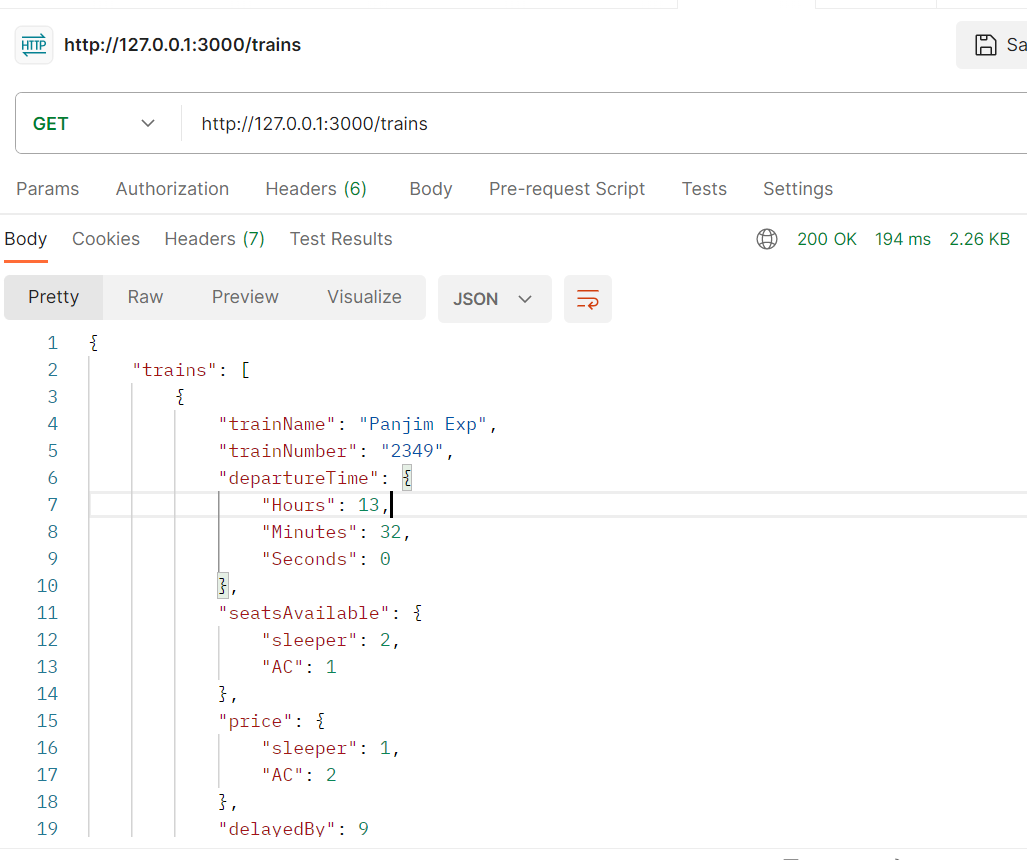 HTTP http://127.0.0.1:3000/trains Sa
GET http://127.0.0.1:3000/trains
Params Authorization Headers (6) Body Pre-request Script Tests Settings
Body Cookies Headers (7) Test Results 200 OK 194 ms 2.26 KB
Pretty Raw Preview Visualize JSON
1 {
2 "trains": [
3 {
4 "trainName": "Panjim Exp",
5 "trainNumber": "2349",
6 "departureTime": {
7 "Hours": 13,
8 "Minutes": 32,
9 "Seconds": 0
10 },
11 "seatsAvailable": {
12 "sleeper": 2,
13 "AC": 1
14 },
15 "price": {
16 "sleeper": 1,
17 "AC": 2
18 },
19 "delayedBy": 9